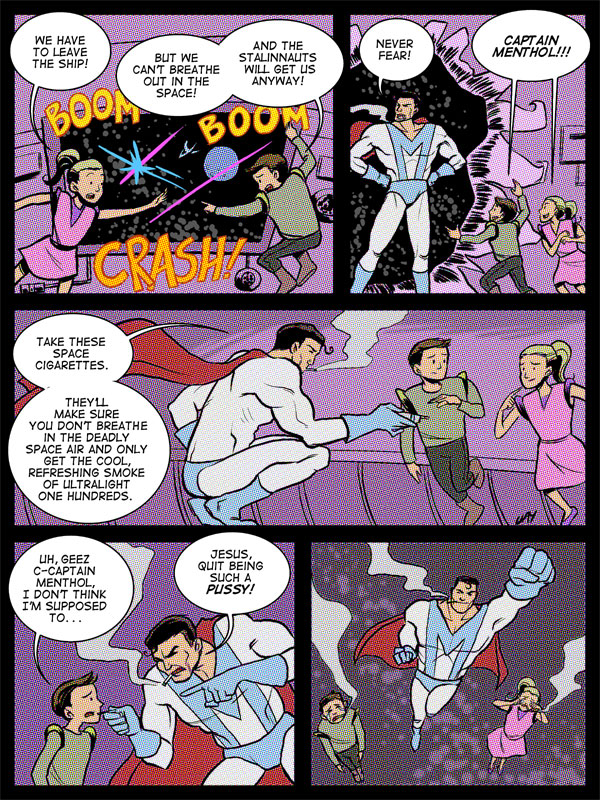 WE HAVE
TO LEAVE
THE SHIP!
BUT WE
CAN'T BREATHE
OUT IN THE
SPACE!
AND THE
STALINNAUTS
WILL GET US
ANYWAY!
BOOM
BOOM
CRASH!
NEVER
FEAR!
CAPTAIN
MENTHOL!!!
M
TAKE THESE
SPACE
CIGARETTES.
THEY'LL
MAKE SURE
YOU DON'T BREATHE
IN THE DEADLY
SPACE AIR AND ONLY
GET THE COOL,
REFRESHING SMOKE
OF ULTRALIGHT
ONE HUNDREDS.
UH, GEEZ
C-CAPTAIN
MENTHOL,
I DON'T THINK
I'M SUPPOSED
TO...
JESUS,
QUIT BEING
SUCH A
PUSSY!
M
M